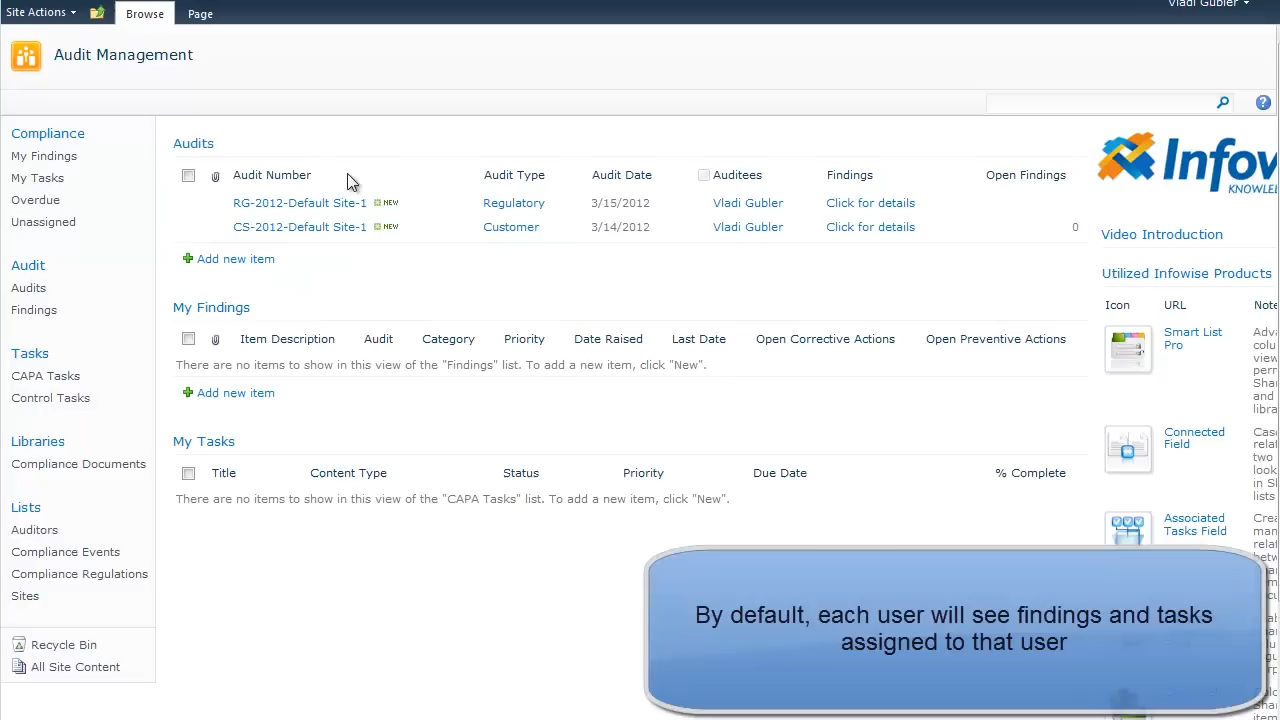 Site Actions Browse Page Vladi Gubler
Audit Management
Compliance
My Findings
My Tasks
Overdue
Unassigned
Audit
Audits
Findings
Tasks
CAPA Tasks
Control Tasks
Libraries
Compliance Documents
Lists
Auditors
Compliance Events
Compliance Regulations
Sites
Recycle Bin
All Site Content
Audits
Audit Number Audit Type Audit Date Auditees Findings Open Findings
RG-2012-Default Site-1 NEW Regulatory 3/15/2012 Vladi Gubler Click for details
CS-2012-Default Site-1 NEW Customer 3/14/2012 Vladi Gubler Click for details 0
Add new item
My Findings
Item Description Audit Category Priority Date Raised Last Date Open Corrective Actions Open Preventive Actions
There are no items to show in this view of the "Findings" list. To add a new item, click "New".
Add new item
My Tasks
Title Content Type Status Priority Due Date % Complete
There are no items to show in this view of the "CAPA Tasks" list. To add a new item, click "New".
Infow
KNOWLED
Video Introduction
Utilized Infowise Products
Icon URL Note
Smart List
Pro
Adva
colu
view
perr
Sha
and
libra
Connected
Field
Casc
relat
two
look
in S
lists
Associated
Tasks Field
Crea
man
relat
By default, each user will see findings and tasks
assigned to that user